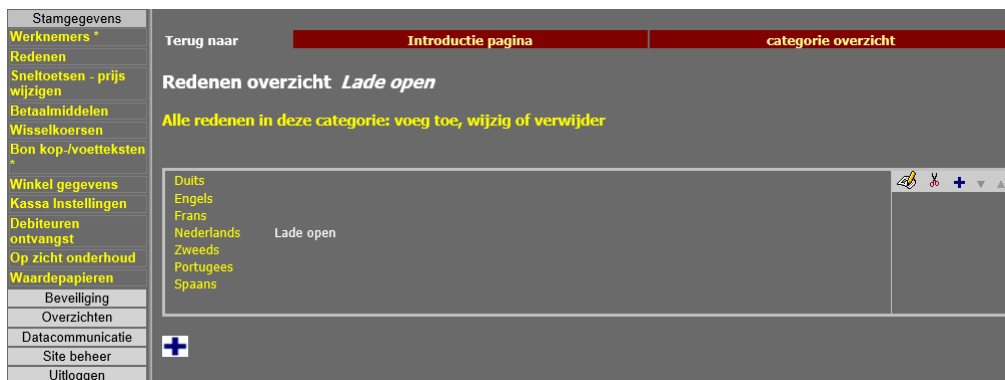 Stamgegevens
Werknemers *
Redenen
Sneltoetsen - prijs
wijzigen
Betaalmiddelen
Wisselkoersen
Bon kop-/voetteksten
*
Winkel gegevens
Kassa Instellingen
Debiteuren
ontvangst
Op zicht onderhoud
Waardepapieren
Beveiliging
Overzichten
Datacommunicatie
Site beheer
Uitloggen
Terug naar Introductie pagina categorie overzicht
Redenen overzicht Lade open
Alle redenen in deze categorie: voeg toe, wijzig of verwijder
Duits
Engels
Frans
Nederlands Lade open
Zweeds
Portugees
Spaans